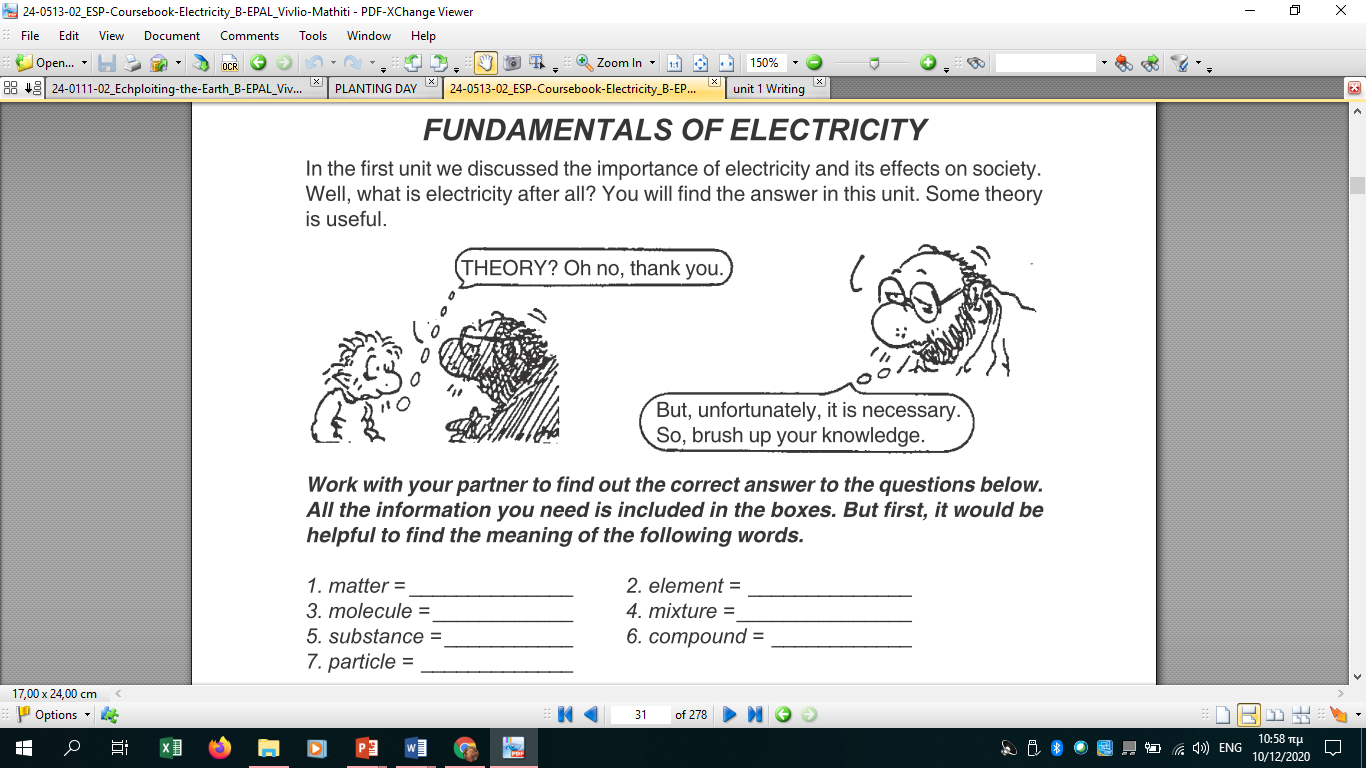 24-0513-02_ESP-Coursebook-Electricity_B-EPAL_Vivlio-Mathiti - PDF-XChange Viewer
File Edit View Document Comments Tools Window Help
Open... OCR Zoom In 1:1 150%
24-0111-02_Echploiting-the-Earth_B-EPAL_Viv... PLANTING DAY 24-0513-02_ESP-Coursebook-Electricity_B-EP... unit 1 Writing
FUNDAMENTALS OF ELECTRICITY
In the first unit we discussed the importance of electricity and its effects on society.
Well, what is electricity after all? You will find the answer in this unit. Some theory
is useful.
THEORY? Oh no, thank you.
But, unfortunately, it is necessary.
So, brush up your knowledge.
Work with your partner to find out the correct answer to the questions below.
All the information you need is included in the boxes. But first, it would be
helpful to find the meaning of the following words.
1. matter = ______________ 2. element = ______________
3. molecule = ____________ 4. mixture = _______________
5. substance = ___________ 6. compound = ____________
7. particle = _____________
17,00 x 24,00 cm
Options 31 of 278
ENG 10:58 πμ
10/12/2020